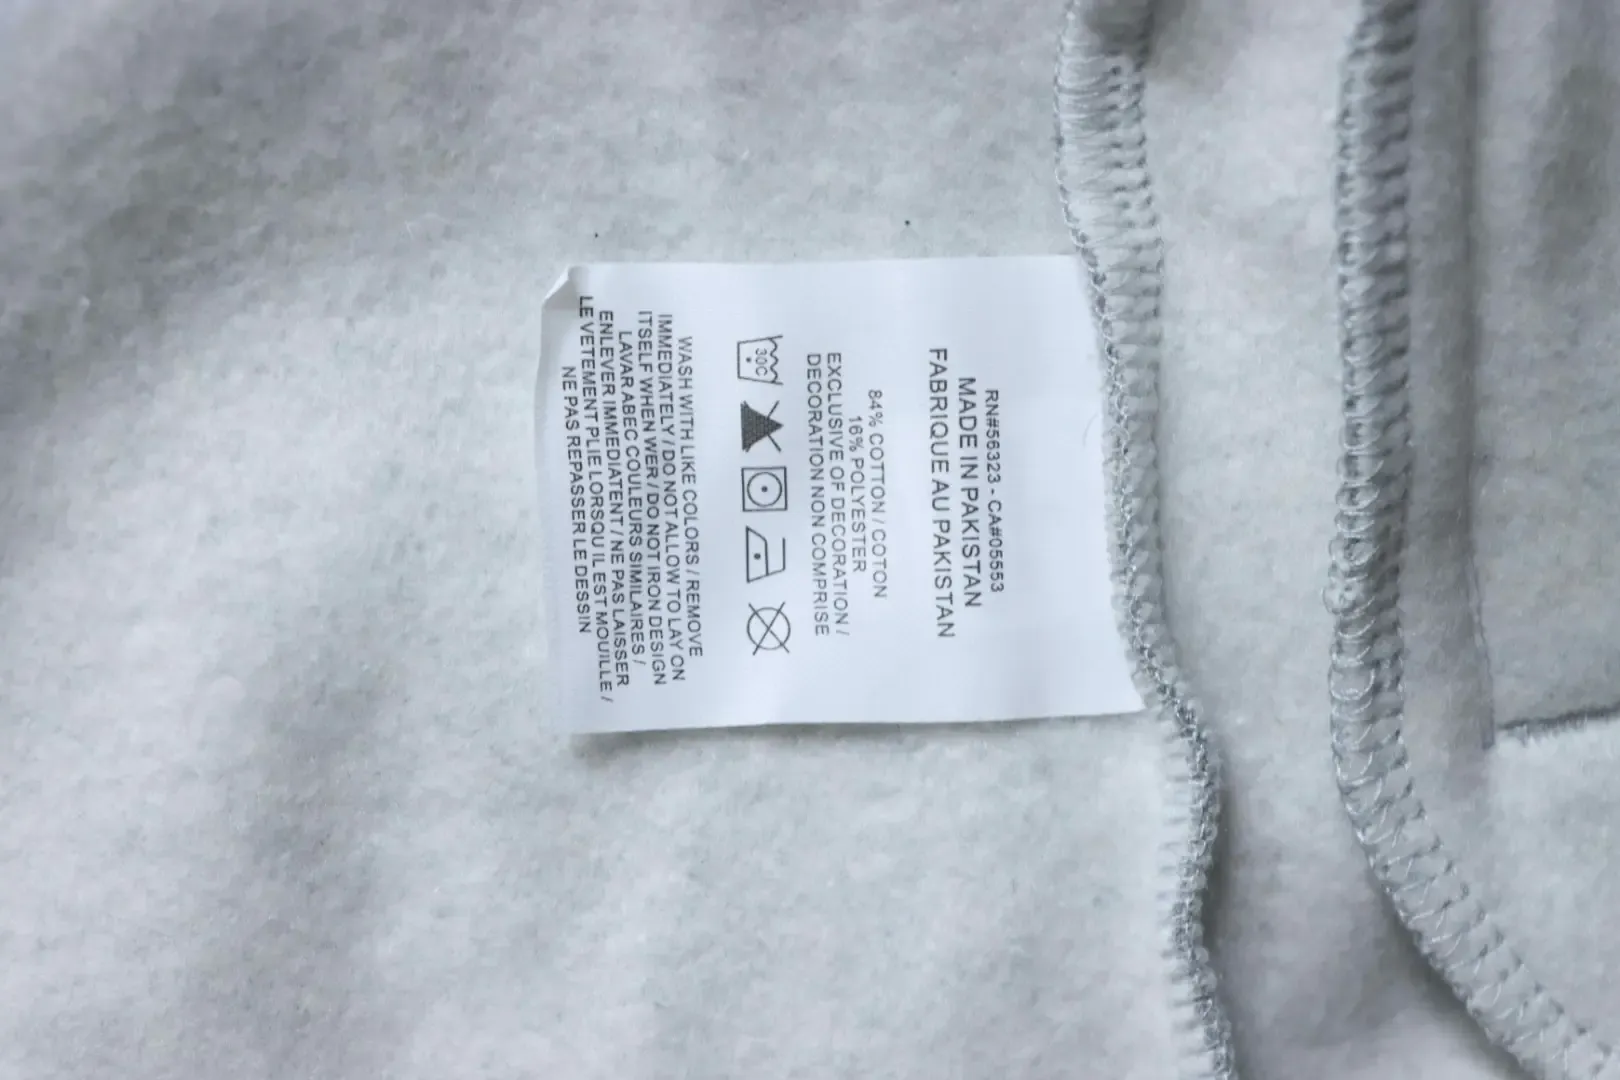 RN#56323 - CA#05553
MADE IN PAKISTAN
FABRIQUE AU PAKISTAN
84% COTTON / COTON
16% POLYESTER
EXCLUSIVE OF DECORATION /
DECORATION NON COMPRISE
30C
WASH WITH LIKE COLORS / REMOVE
IMMEDIATELY / DO NOT ALLOW TO LAY ON
ITSELF WHEN WER / DO NOT IRON DESIGN
LAVAR ABEC COULEURS SIMILAIRES /
ENLEVER IMMEDIATENT / NE PAS LAISSER
LE VETEMENT PLIE LORSQU IL EST MOUILLE /
NE PAS REPASSER LE DESSIN